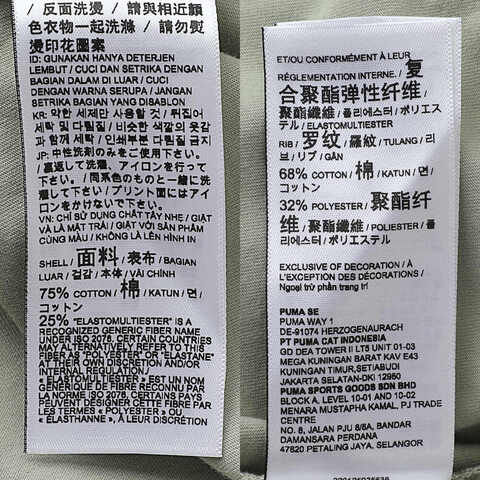 / 反面洗燙 / 請與相近顏
色衣物一起洗滌 / 請勿熨
燙印花圖案
ID: GUNAKAN HANYA DETERJEN
LEMBUT / CUCI DAN SETRIKA DENGAN
BAGIAN DALAM DI LUAR / CUCI
DENGAN WARNA SERUPA / JANGAN
SETRIKA BAGIAN YANG DISABLON
KR: 약한 세제만 사용할 것 / 뒤집어
세탁 및 다림질 / 비슷한 색깔의 옷감
과 함께 세탁 / 인쇄부분 다림질 금지
JP: 中性洗剤のみをご使用下さい。
/ 裏返して洗濯、アイロンを行って
下さい。/ 同系色のものと一緒に洗
濯して下さい / プリント面にはアイ
ロンをかけないで下さい。
VN: CHỈ SỬ DỤNG CHẤT TẨY NHẸ / GIẶT
VÀ LÀ MẶT TRÁI / GIẶT VỚI SẢN PHẨM
CÙNG MÀU / KHÔNG LÀ LÊN HÌNH IN
SHELL / 面料 / 表布 / BAGIAN
LUAR / 겉감 / 本体 / VẢI CHÍNH
75% COTTON / 棉 / KATUN / 면 /
コットン
25% "ELASTOMULTIESTER" IS A
RECOGNIZED GENERIC FIBER NAME
UNDER ISO 2076. CERTAIN COUNTRIES
MAY ALTERNATIVELY REFER TO THIS
FIBER AS "POLYESTER" OR "ELASTANE"
AT THEIR OWN DISCRETION AND/OR
INTERNAL REGULATION. /
« ELASTOMULTIESTER » EST UN NOM
GÉNÉRIQUE DE FIBRE RECONNU PAR
LA NORME ISO 2076. CERTAINS PAYS
PEUVENT DÉSIGNER CETTE FIBRE PAR
LES TERMES « POLYESTER » OU
« ÉLASTHANNE », À LEUR DISCRÉTION
ET/OU CONFORMÉMENT À LEUR
RÉGLEMENTATION INTERNE. / 复
合聚酯弹性纤维 /
聚酯纖維 / 폴리에스터 / ポリエス
テル / ELASTOMULTIESTER
RIB / 罗纹 / 羅紋 / TULANG / 리
브 / リブ / GÂN
68% COTTON / 棉 / KATUN / 면 /
コットン
32% POLYESTER / 聚酯纤
维 / 聚酯纖維 / POLIESTER / 폴
리에스터 / ポリエステル
EXCLUSIVE OF DECORATION / À
L'EXCEPTION DES DÉCORATIONS /
Ngoại trừ phần trang trí
PUMA SE
PUMA WAY 1
DE-91074 HERZOGENAURACH
PT PUMA CAT INDONESIA
GD DEA TOWER II LT5 UNIT 01-03
MEGA KUNINGAN BARAT KAV E43
KUNINGAN TIMUR,SETIABUDI
JAKARTA SELATAN-DKI 12950
PUMA SPORTS GOODS SDN BHD
BLOCK A, LEVEL 10-01 AND 10-02
MENARA MUSTAPHA KAMAL, PJ TRADE
CENTRE
NO. 8, JALAN PJU 8/8A, BANDAR
DAMANSARA PERDANA
47820 PETALING JAYA, SELANGOR